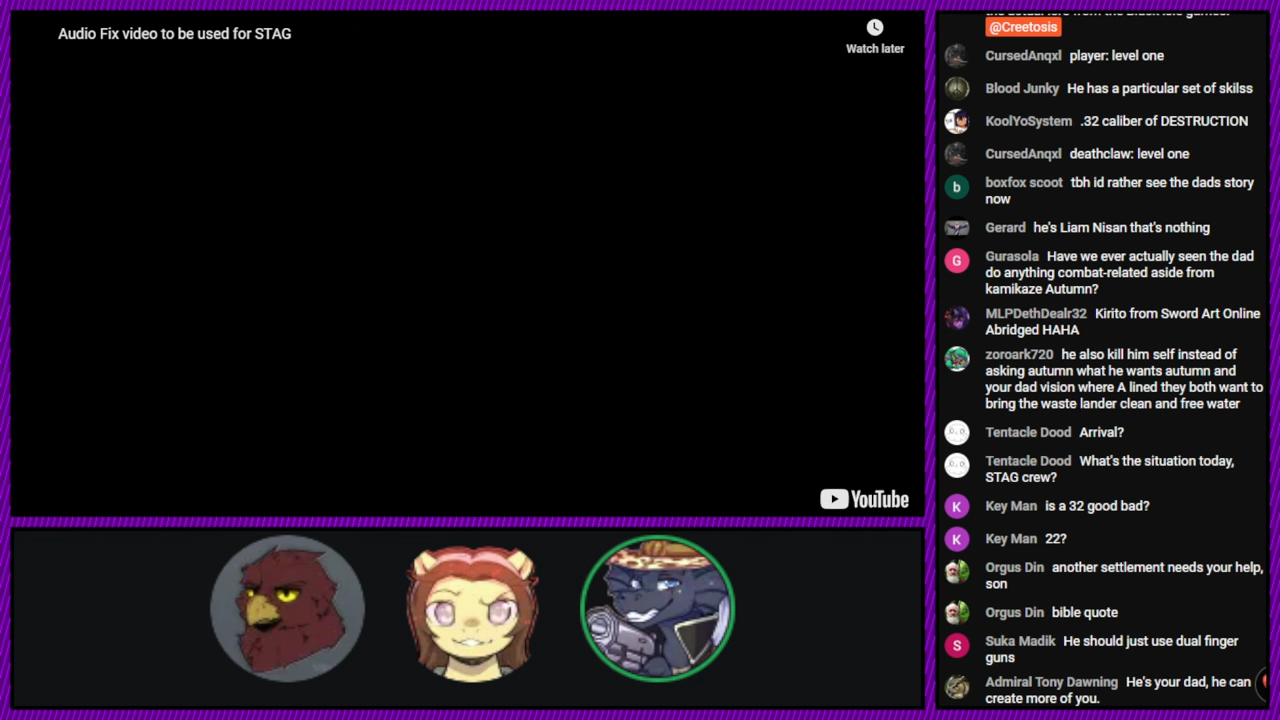 Audio Fix video to be used for STAG
Watch later
YouTube
@Creetosis
CursedAnqxl player: level one
Blood Junky He has a particular set of skilss
KoolYoSystem .32 caliber of DESTRUCTION
CursedAnqxl deathclaw: level one
b
boxfox scoot tbh id rather see the dads story
now
Gerard he's Liam Nisan that's nothing
G
Gurasola Have we ever actually seen the dad
do anything combat-related aside from
kamikaze Autumn?
MLPDethDealr32 Kirito from Sword Art Online
Abridged HAHA
zoroark720 he also kill him self instead of
asking autumn what he wants autumn and
your dad vision where A lined they both want to
bring the waste lander clean and free water
Tentacle Dood Arrival?
Tentacle Dood What's the situation today,
STAG crew?
K
Key Man is a 32 good bad?
K
Key Man 22?
Orgus Din another settlement needs your help,
son
Orgus Din bible quote
S
Suka Madik He should just use dual finger
guns
Admiral Tony Dawning He's your dad, he can
create more of you.